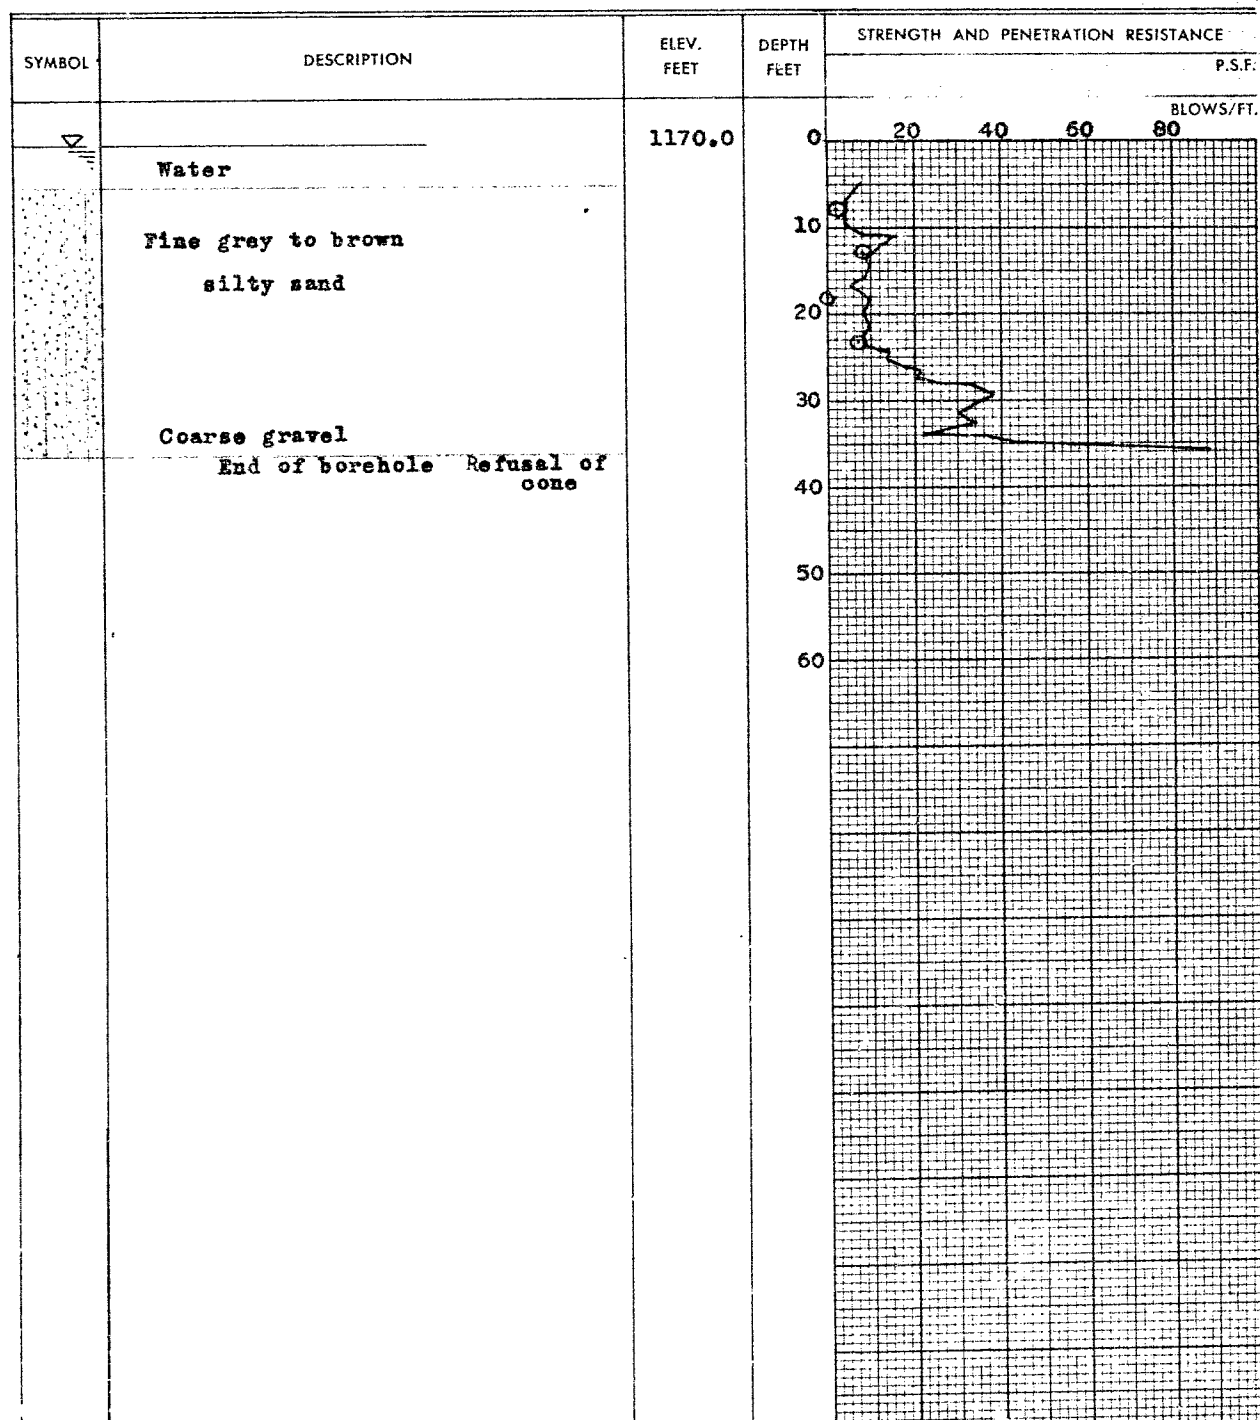 SYMBOL
DESCRIPTION
ELEV.
FEET
DEPTH
FEET
STRENGTH AND PENETRATION RESISTANCE
P.S.F.
BLOWS/FT.
20 40 60 80
1170.0
0
Water
10
Fine grey to brown
silty sand
20
30
Coarse gravel
End of borehole Refusal of
cone
40
50
60